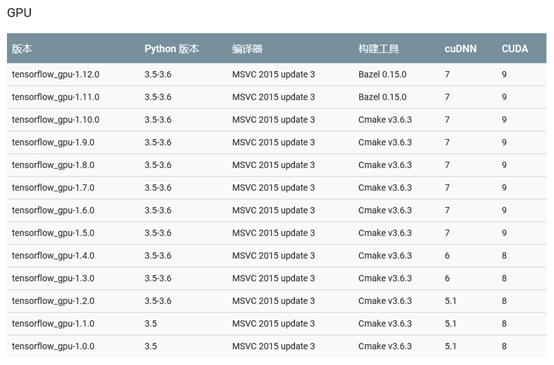 GPU
版本 Python 版本 编译器 构建工具 cuDNN CUDA
tensorflow_gpu-1.12.0 3.5-3.6 MSVC 2015 update 3 Bazel 0.15.0 7 9
tensorflow_gpu-1.11.0 3.5-3.6 MSVC 2015 update 3 Bazel 0.15.0 7 9
tensorflow_gpu-1.10.0 3.5-3.6 MSVC 2015 update 3 Cmake v3.6.3 7 9
tensorflow_gpu-1.9.0 3.5-3.6 MSVC 2015 update 3 Cmake v3.6.3 7 9
tensorflow_gpu-1.8.0 3.5-3.6 MSVC 2015 update 3 Cmake v3.6.3 7 9
tensorflow_gpu-1.7.0 3.5-3.6 MSVC 2015 update 3 Cmake v3.6.3 7 9
tensorflow_gpu-1.6.0 3.5-3.6 MSVC 2015 update 3 Cmake v3.6.3 7 9
tensorflow_gpu-1.5.0 3.5-3.6 MSVC 2015 update 3 Cmake v3.6.3 7 9
tensorflow_gpu-1.4.0 3.5-3.6 MSVC 2015 update 3 Cmake v3.6.3 6 8
tensorflow_gpu-1.3.0 3.5-3.6 MSVC 2015 update 3 Cmake v3.6.3 6 8
tensorflow_gpu-1.2.0 3.5-3.6 MSVC 2015 update 3 Cmake v3.6.3 5.1 8
tensorflow_gpu-1.1.0 3.5 MSVC 2015 update 3 Cmake v3.6.3 5.1 8
tensorflow_gpu-1.0.0 3.5 MSVC 2015 update 3 Cmake v3.6.3 5.1 8